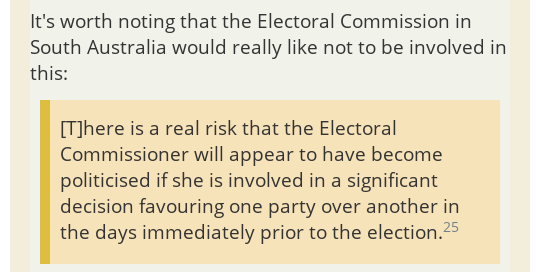 It's worth noting that the Electoral Commission in
South Australia would really like not to be involved in
this:
[T]here is a real risk that the Electoral
Commissioner will appear to have become
politicised if she is involved in a significant
decision favouring one party over another in
the days immediately prior to the election.25